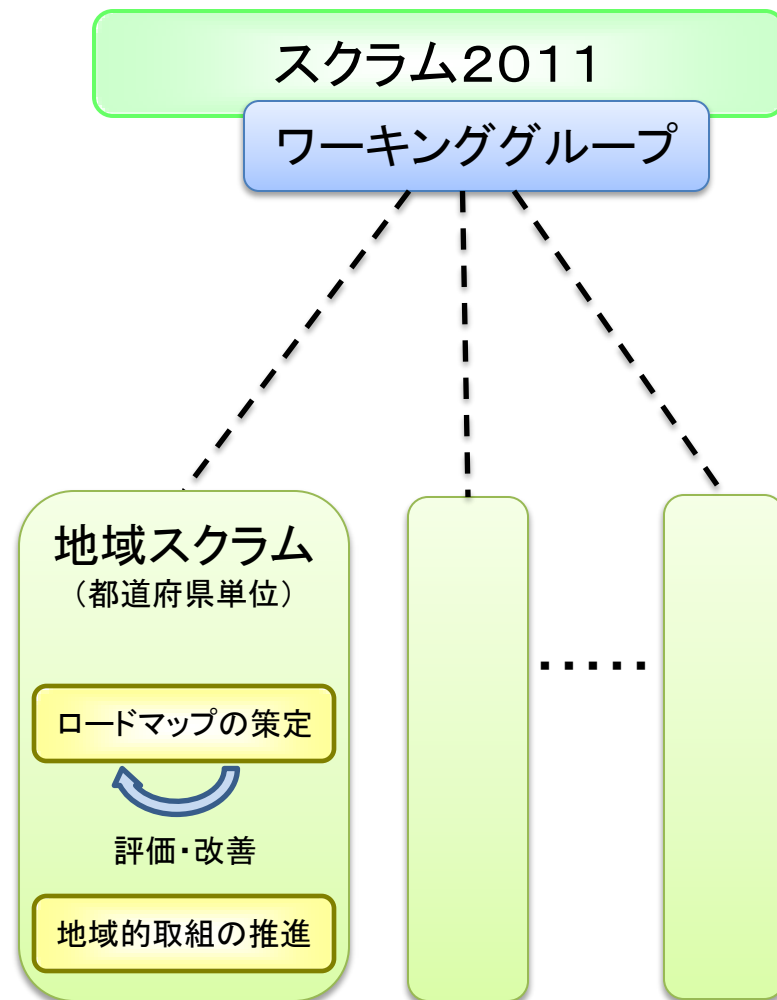 スクラム２０１１
ワーキンググループ
地域スクラム
（都道府県単位）
・・・・・
ロードマップの策定
評価・改善
地域的取組の推進